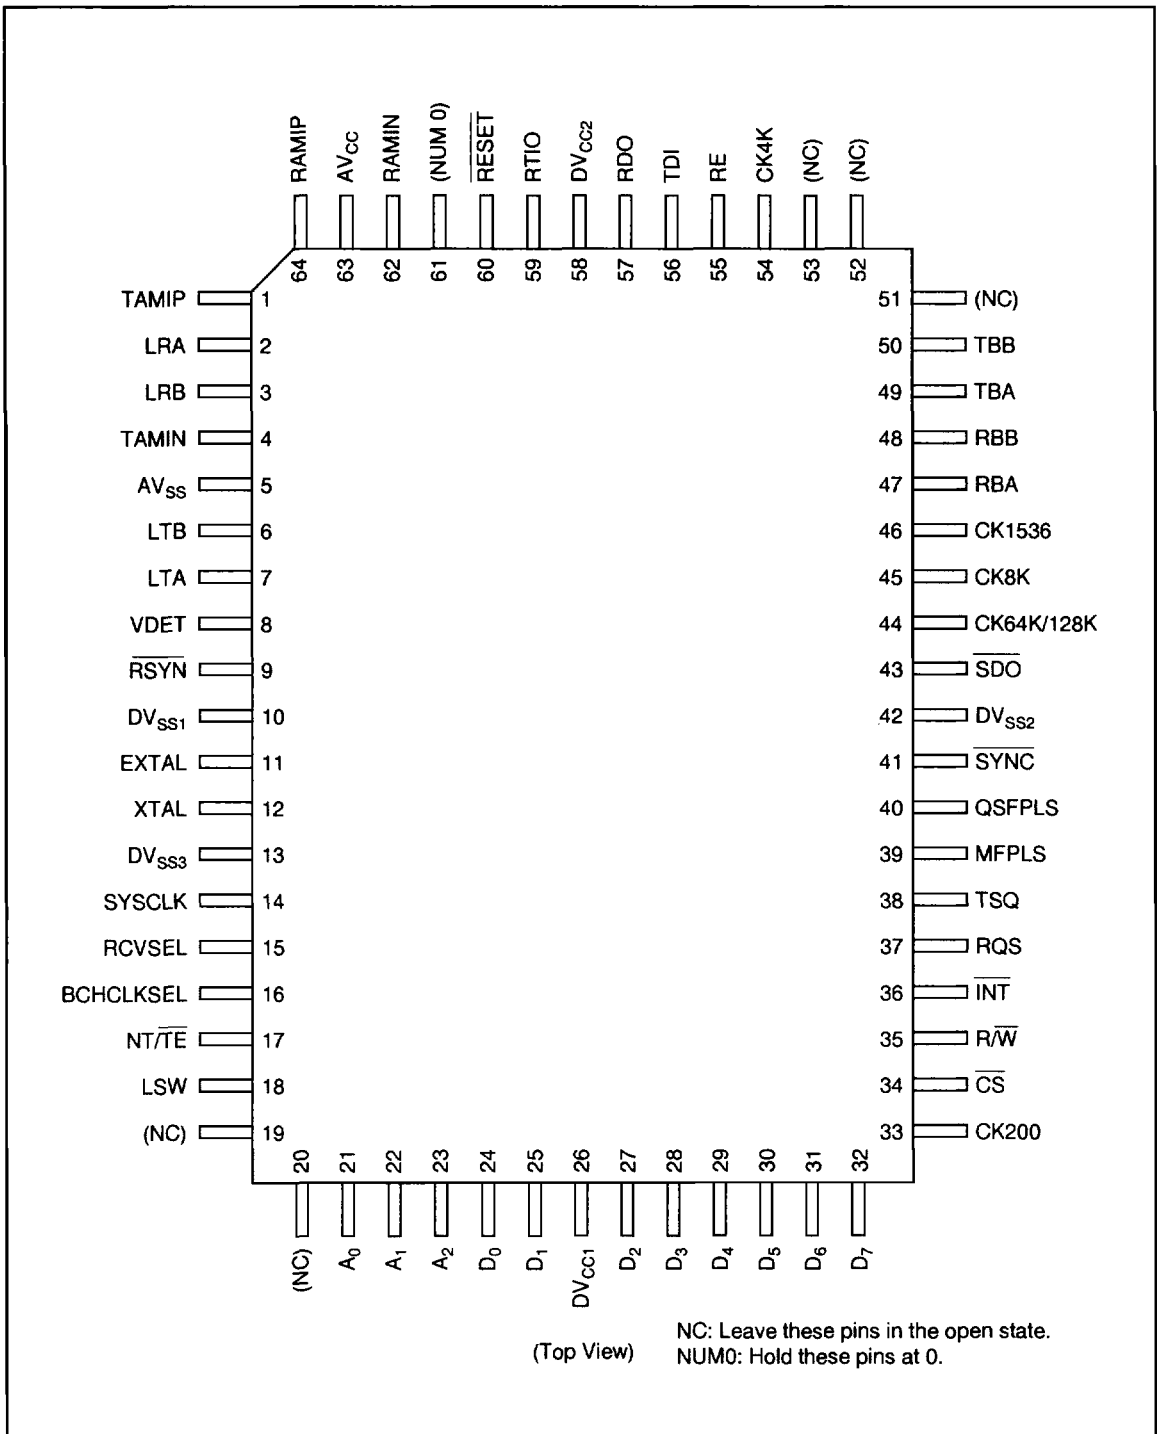 RAMIP AVCC RAMIN (NUM 0) RESET RTIO DVCC2 RDO TDI RE CK4K (NC) (NC)
64 63 62 61 60 59 58 57 56 55 54 53 52
TAMIP 1 51 (NC)
LRA 2 50 TBB
LRB 3 49 TBA
TAMIN 4 48 RBB
AVSS 5 47 RBA
LTB 6 46 CK1536
LTA 7 45 CK8K
VDET 8 44 CK64K/128K
RSYN 9 43 SDO
DVSS1 10 42 DVSS2
EXTAL 11 41 SYNC
XTAL 12 40 QSFPLS
DVSS3 13 39 MFPLS
SYSCLK 14 38 TSQ
RCVSEL 15 37 RQS
BCHCLKSEL 16 36 INT
NT/TE 17 35 R/W
LSW 18 34 CS
(NC) 19 33 CK200
20 21 22 23 24 25 26 27 28 29 30 31 32
(NC) A0 A1 A2 D0 D1 DVCC1 D2 D3 D4 D5 D6 D7
(Top View)
NC: Leave these pins in the open state.
NUM0: Hold these pins at 0.